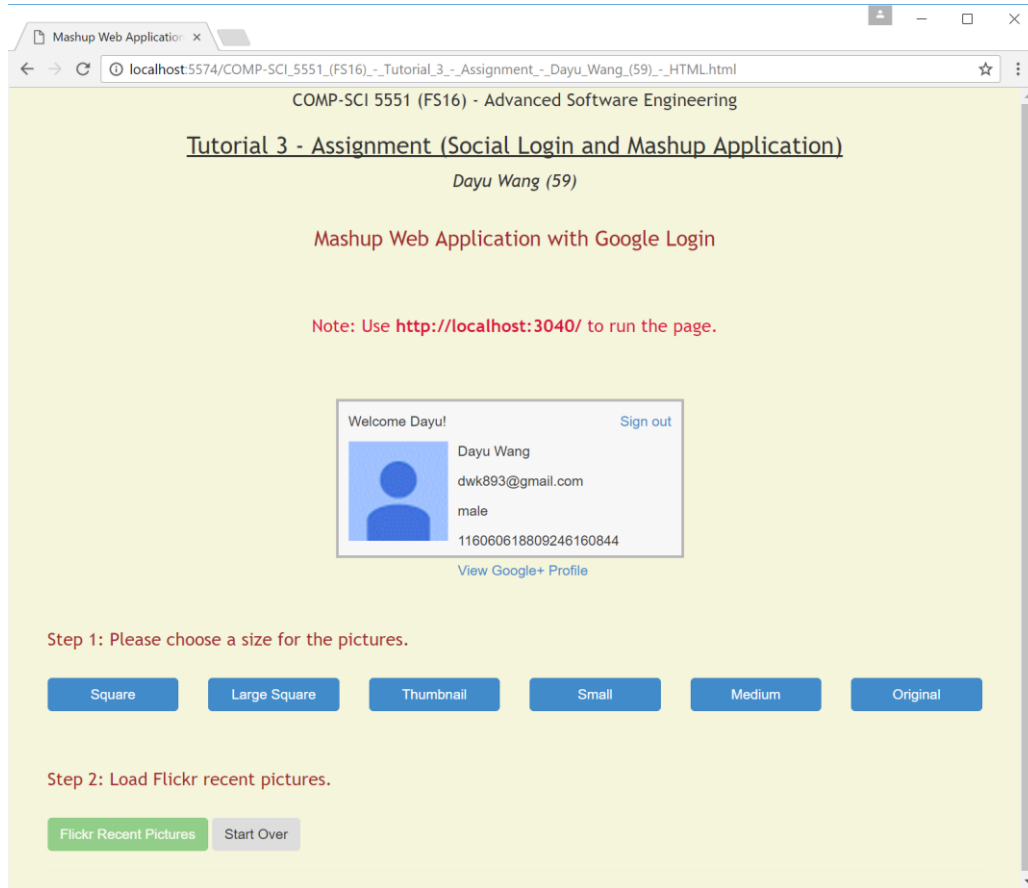 Mashup Web Application
localhost:5574/COMP-SCI_5551_(FS16)_-_Tutorial_3_-_Assignment_-_Dayu_Wang_(59)_-_HTML.html
COMP-SCI 5551 (FS16) - Advanced Software Engineering
Tutorial 3 - Assignment (Social Login and Mashup Application)
Dayu Wang (59)
Mashup Web Application with Google Login
Note: Use http://localhost:3040/ to run the page.
Welcome Dayu! Sign out
Dayu Wang
dwk893@gmail.com
male
116060618809246160844
View Google+ Profile
Step 1: Please choose a size for the pictures.
Square Large Square Thumbnail Small Medium Original
Step 2: Load Flickr recent pictures.
Flickr Recent Pictures Start Over